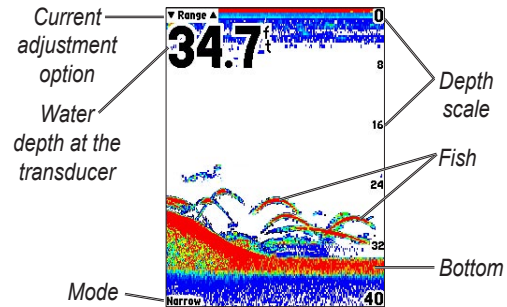 Current
adjustment
option
Water
depth at the
transducer
Mode
▼ Range ▲
34.7 ft
0
8
16
24
32
40
Narrow
Depth
scale
Fish
Bottom